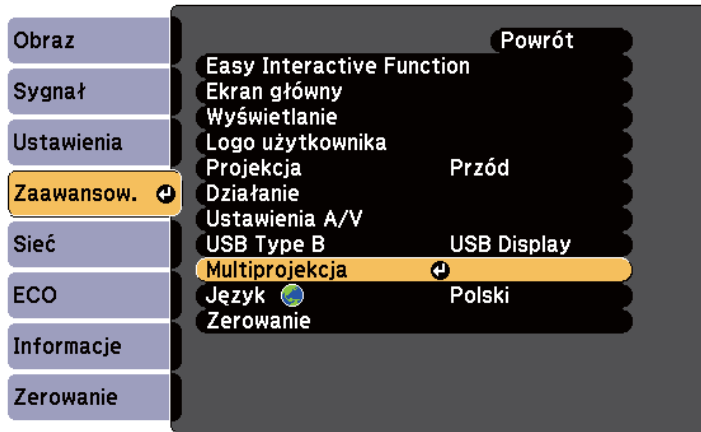 Obraz
Sygnał
Ustawienia
Zaawansow.
Sieć
ECO
Informacje
Zerowanie
Powrót
Easy Interactive Function
Ekran główny
Wyświetlanie
Logo użytkownika
Projekcja Przód
Działanie
Ustawienia A/V
USB Type B USB Display
Multiprojekcja
Język Polski
Zerowanie